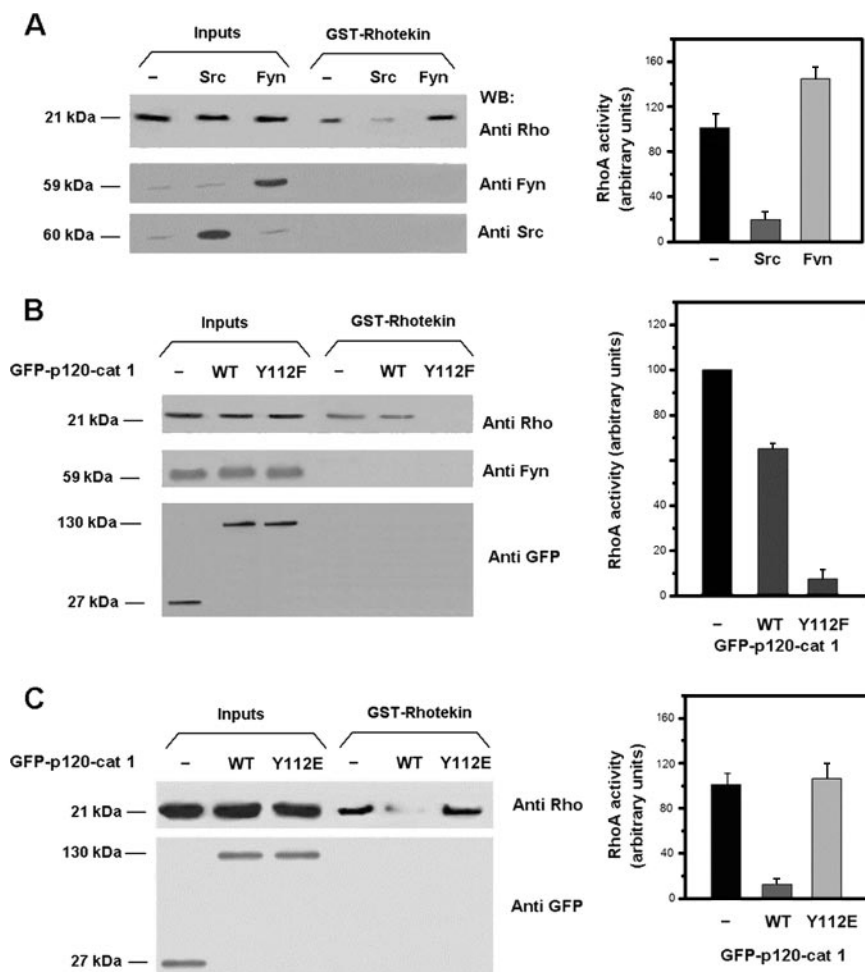 A
Inputs GST-Rhotekin
– Src Fyn – Src Fyn
WB:
21 kDa — Anti Rho
59 kDa — Anti Fyn
60 kDa — Anti Src
RhoA activity
(arbitrary units)
160
120
80
40
0
– Src Fyn
B
Inputs GST-Rhotekin
GFP-p120-cat 1 – WT Y112F – WT Y112F
21 kDa — Anti Rho
59 kDa — Anti Fyn
130 kDa —
Anti GFP
27 kDa —
RhoA activity (arbitrary units)
120
100
80
40
20
0
– WT Y112F
GFP-p120-cat 1
C
Inputs GST-Rhotekin
GFP-p120-cat 1 – WT Y112E – WT Y112E
21 kDa — Anti Rho
130 kDa —
Anti GFP
27 kDa —
RhoA activity
(arbitrary units)
160
120
80
40
0
– WT Y112E
GFP-p120-cat 1